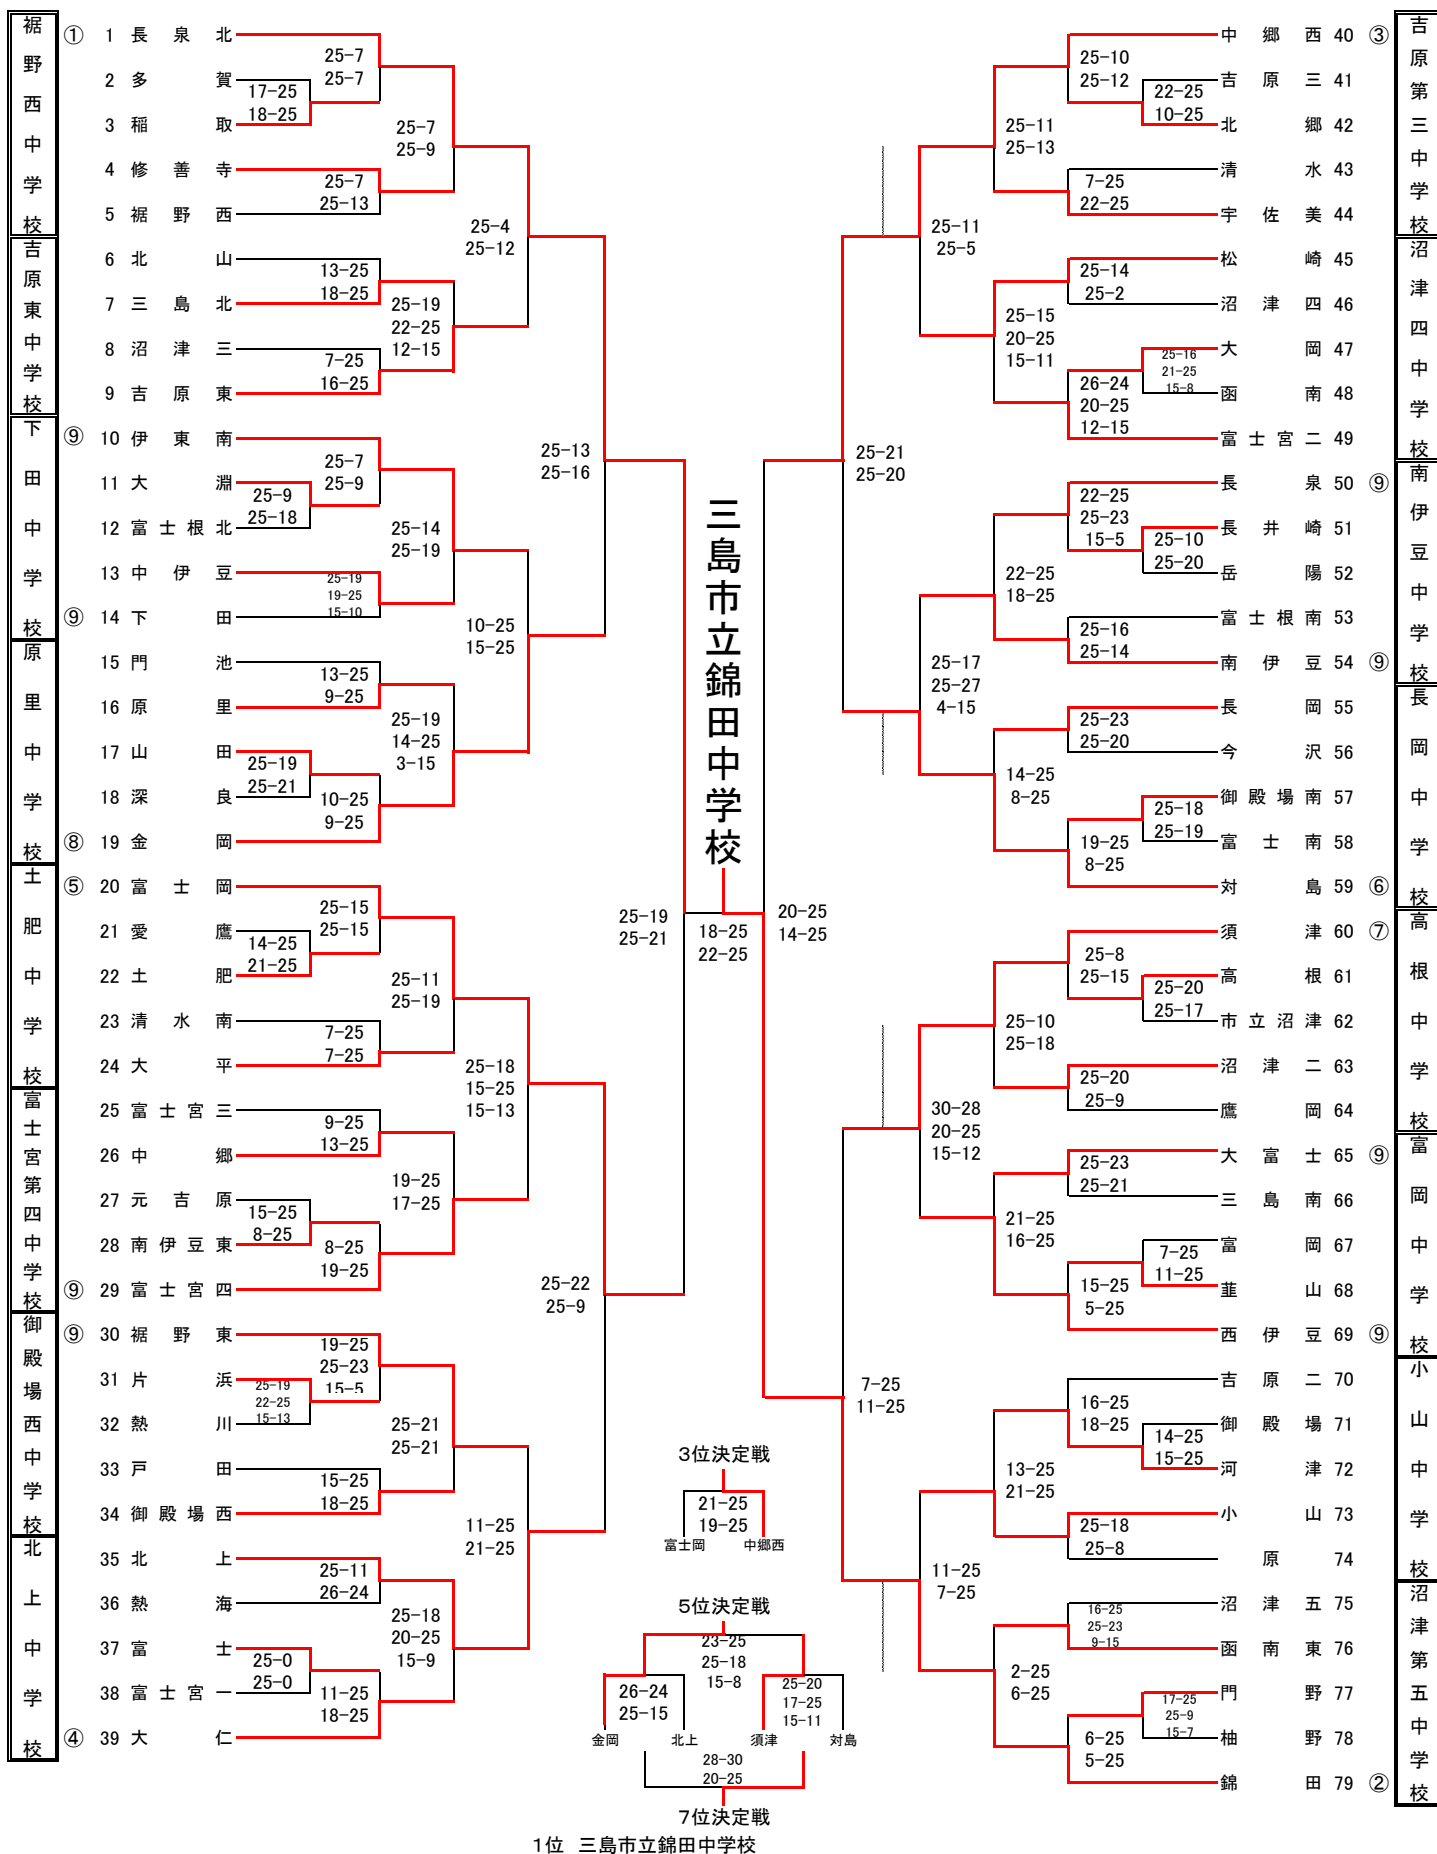 裾野西中学校
吉原東中学校
下田中学校
原里中学校
土肥中学校
富士宮第四中学校
御殿場西中学校
北上中学校
① 1 長泉北
2 多賀
3 稲取
4 修善寺
5 裾野西
6 北山
7 三島北
8 沼津三
9 吉原東
⑨ 10 伊東南
11 大淵
12 富士根北
13 中伊豆
⑨ 14 下田
15 門池
16 原里
17 山田
18 深良
⑧ 19 金岡
⑤ 20 富士岡
21 愛鷹
22 土肥
23 清水南
24 大平
25 富士宮三
26 中郷
27 元吉原
28 南伊豆東
⑨ 29 富士宮四
⑨ 30 裾野東
31 片浜
32 熱川
33 戸田
34 御殿場西
35 北上
36 熱海
37 富士
38 富士宮一
④ 39 大仁
17-25
18-25
25-9
25-18
25-19
25-21
14-25
21-25
15-25
8-25
25-19
22-25
15-13
25-0
25-0
25-7
25-7
25-7
25-13
13-25
18-25
7-25
16-25
25-7
25-9
25-19
19-25
15-10
13-25
9-25
10-25
9-25
25-15
25-15
7-25
7-25
9-25
13-25
8-25
19-25
19-25
25-23
15-5
15-25
18-25
25-11
26-24
11-25
18-25
25-7
25-9
25-19
22-25
12-15
25-14
25-19
25-19
14-25
3-15
25-11
25-19
19-25
17-25
25-21
25-21
25-18
20-25
15-9
25-4
25-12
10-25
15-25
25-18
15-25
15-13
11-25
21-25
25-13
25-16
25-22
25-9
25-19
25-21
三島市立錦田中学校
18-25
22-25
20-25
14-25
25-21
25-20
7-25
11-25
25-11
25-5
25-17
25-27
4-15
30-28
20-25
15-12
11-25
7-25
25-11
25-13
25-15
20-25
15-11
22-25
18-25
14-25
8-25
25-10
25-18
21-25
16-25
13-25
21-25
2-25
6-25
25-10
25-12
7-25
22-25
25-14
25-2
26-24
20-25
12-15
22-25
25-23
15-5
25-16
25-14
25-23
25-20
19-25
8-25
25-8
25-15
25-20
25-9
25-23
25-21
15-25
5-25
16-25
18-25
25-18
25-8
16-25
25-23
9-15
6-25
5-25
22-25
10-25
25-16
21-25
15-8
25-10
25-20
25-18
25-19
25-20
25-17
7-25
11-25
14-25
15-25
17-25
25-9
15-7
中郷西 40 ③
吉原三 41
北郷 42
清水 43
宇佐美 44
松崎 45
沼津四 46
大岡 47
函南 48
富士宮二 49
長泉 50 ⑨
長井崎 51
岳陽 52
富士根南 53
南伊豆 54 ⑨
長岡 55
今沢 56
御殿場南 57
富士南 58
対島 59 ⑥
須津 60 ⑦
高根 61
市立沼津 62
沼津二 63
鷹岡 64
大富士 65 ⑨
三島南 66
富岡 67
韮山 68
西伊豆 69 ⑨
吉原二 70
御殿場 71
河津 72
小山 73
原 74
沼津五 75
函南東 76
門野 77
柚野 78
錦田 79 ②
吉原第三中学校
沼津四中学校
南伊豆中学校
長岡中学校
高根中学校
富岡中学校
小山中学校
沼津第五中学校
3位決定戦
21-25
19-25
富士岡 中郷西
5位決定戦
23-25
25-18
15-8
26-24
25-15
25-20
17-25
15-11
金岡 北上 須津 対島
28-30
20-25
7位決定戦
1位 三島市立錦田中学校